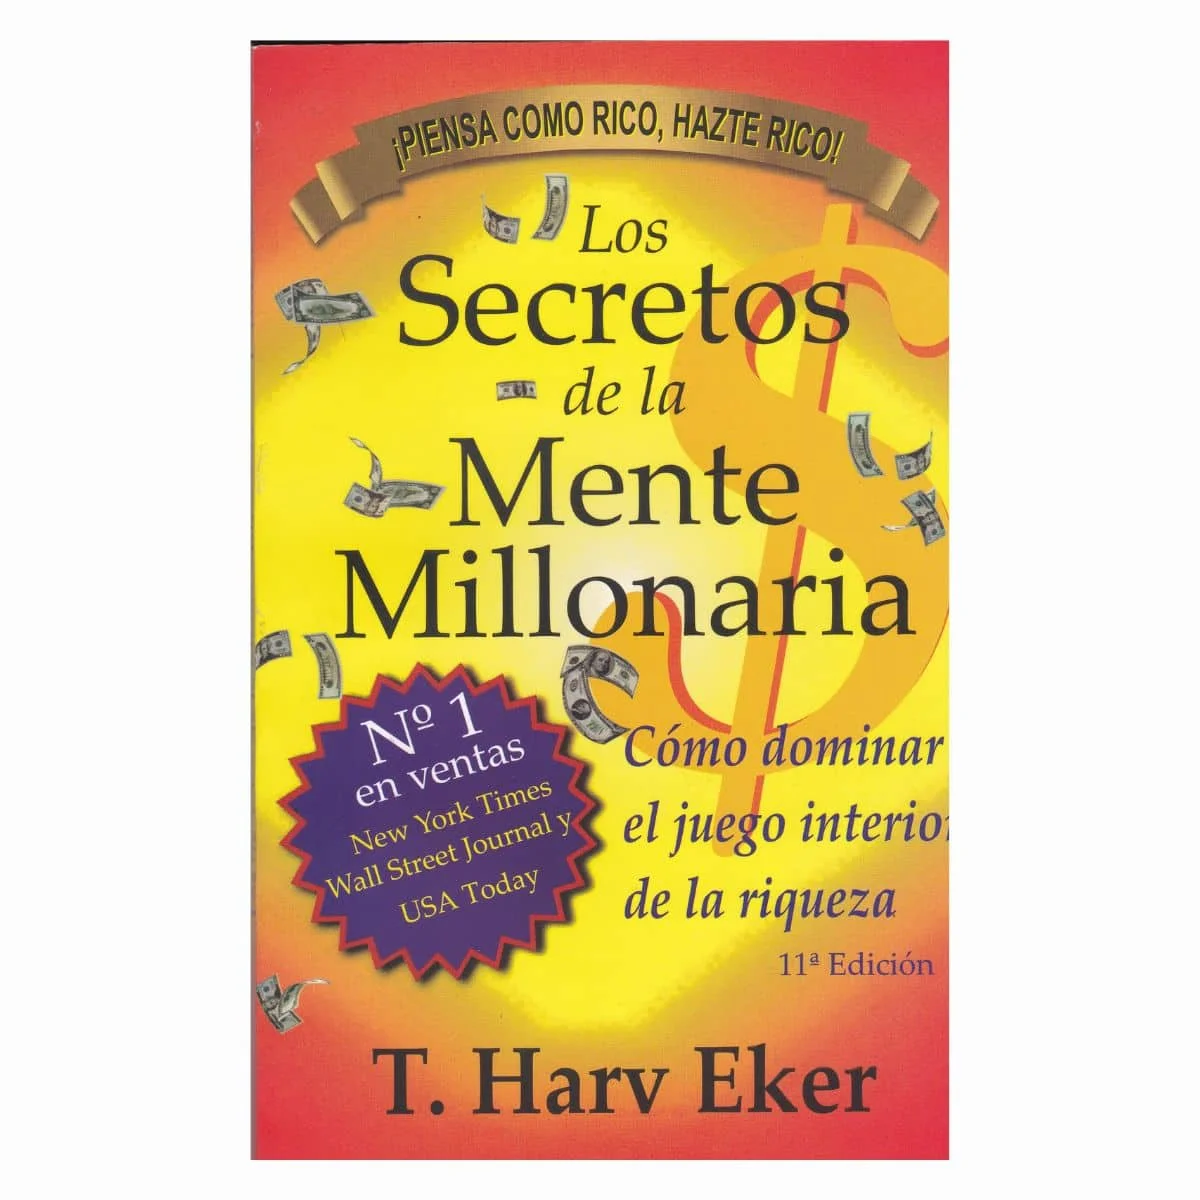 ¡PIENSA COMO RICO, HAZTE RICO!
Los
Secretos
de la
Mente
Millonaria
Nº 1
en ventas
New York Times
Wall Street Journal y
USA Today
Cómo dominar
el juego interior
de la riqueza
11ª Edición
T. Harv Eker